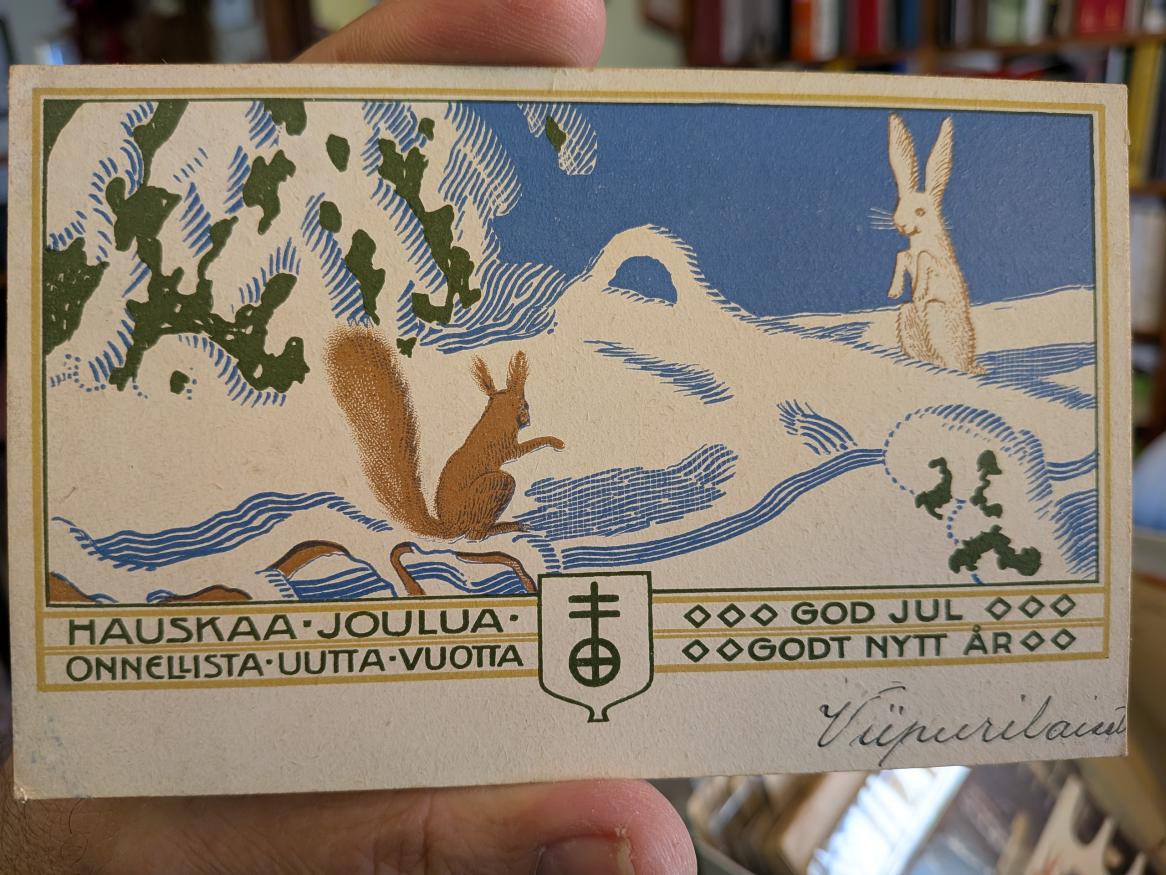 HAUSKAA·JOULUA·
ONNELLISTA·UUTTA·VUOTTA
GOD JUL
GODT NYTT ÅR
Viipurilaiset